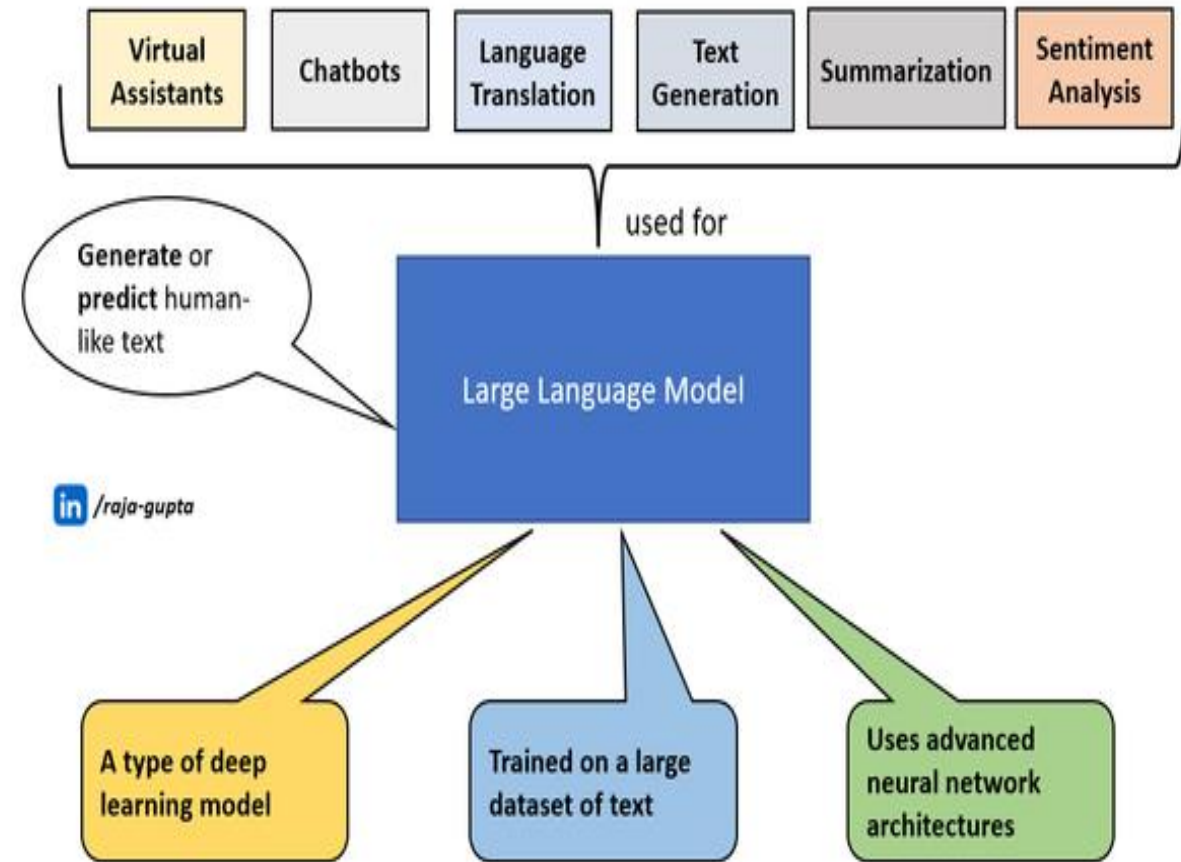 Virtual
Assistants
Chatbots
Language
Translation
Text
Generation
Summarization
Sentiment
Analysis
used for
Generate or
predict human-
like text
Large Language Model
in /raja-gupta
A type of deep
learning model
Trained on a large
dataset of text
Uses advanced
neural network
architectures